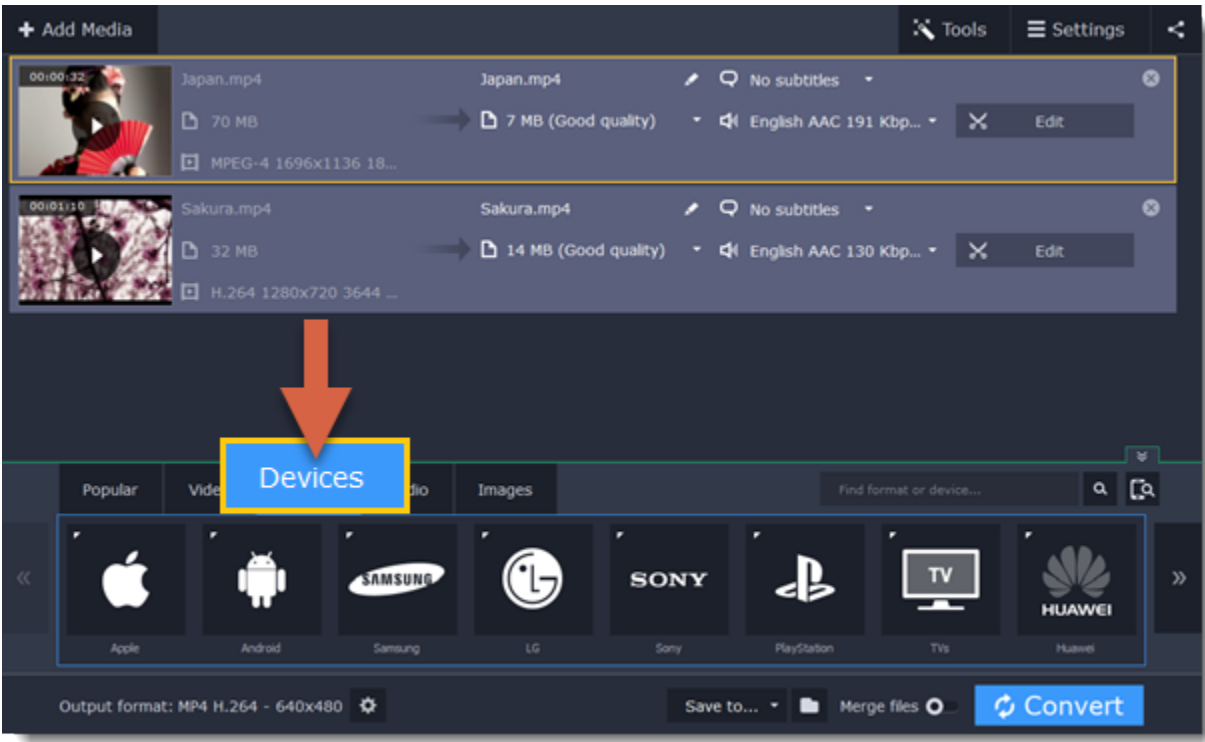 Add Media
Tools
Settings
00:00:32
Japan.mp4
Japan.mp4
No subtitles
70 MB
7 MB (Good quality)
English AAC 191 Kbp...
Edit
MPEG-4 1696x1136 18...
00:01:10
Sakura.mp4
Sakura.mp4
No subtitles
32 MB
14 MB (Good quality)
English AAC 130 Kbp...
Edit
H.264 1280x720 3644 ...
Popular
Vide
Devices
dio
Images
Find format or device...
SAMSUNG
LG
SONY
TV
HUAWEI
Apple
Android
Samsung
LG
Sony
PlayStation
TVs
Huawei
Output format: MP4 H.264 - 640x480
Save to...
Merge files
Convert